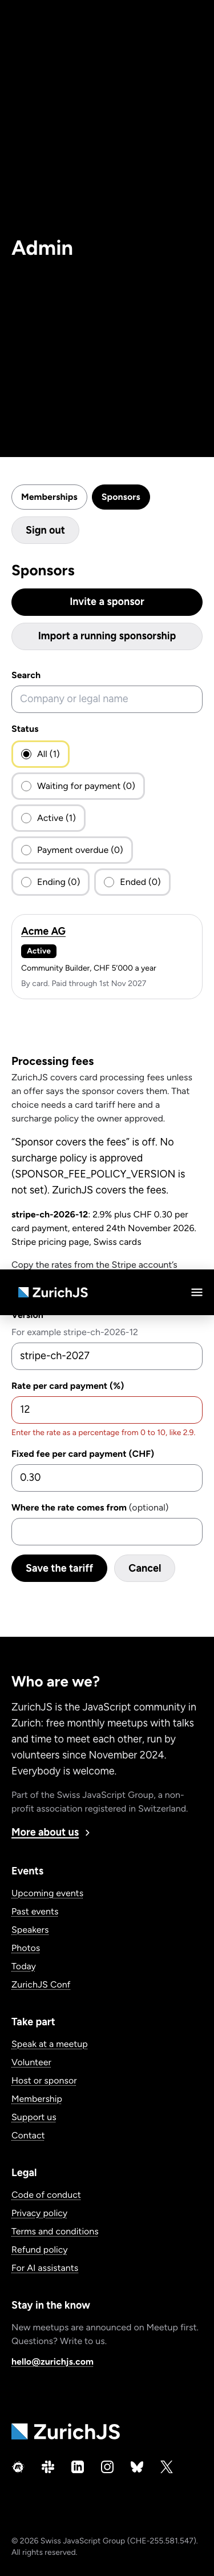 Admin
Memberships
Sponsors
Sign out
Sponsors
Invite a sponsor
Import a running sponsorship
Search
Company or legal name
Status
All (1)
Waiting for payment (0)
Active (1)
Payment overdue (0)
Ending (0)
Ended (0)
Acme AG
Active
Community Builder, CHF 5’000 a year
By card. Paid through 1st Nov 2027
Processing fees
ZurichJS covers card processing fees unless
an offer says the sponsor covers them. That
choice needs a card tariff here and a
surcharge policy the owner approved.
“Sponsor covers the fees” is off. No
surcharge policy is approved
(SPONSOR_FEE_POLICY_VERSION is
not set). ZurichJS covers the fees.
stripe-ch-2026-12: 2.9% plus CHF 0.30 per
card payment, entered 24th November 2026.
Stripe pricing page, Swiss cards
Copy the rates from the Stripe account’s
ZurichJS
Version
For example stripe-ch-2026-12
stripe-ch-2027
Rate per card payment (%)
12
Enter the rate as a percentage from 0 to 10, like 2.9.
Fixed fee per card payment (CHF)
0.30
Where the rate comes from (optional)
Save the tariff
Cancel
Who are we?
ZurichJS is the JavaScript community in
Zurich: free monthly meetups with talks
and time to meet each other, run by
volunteers since November 2024.
Everybody is welcome.
Part of the Swiss JavaScript Group, a non-
profit association registered in Switzerland.
More about us
Events
Upcoming events
Past events
Speakers
Photos
Today
ZurichJS Conf
Take part
Speak at a meetup
Volunteer
Host or sponsor
Membership
Support us
Contact
Legal
Code of conduct
Privacy policy
Terms and conditions
Refund policy
For AI assistants
Stay in the know
New meetups are announced on Meetup first.
Questions? Write to us.
hello@zurichjs.com
ZurichJS
© 2026 Swiss JavaScript Group (CHE-255.581.547).
All rights reserved.